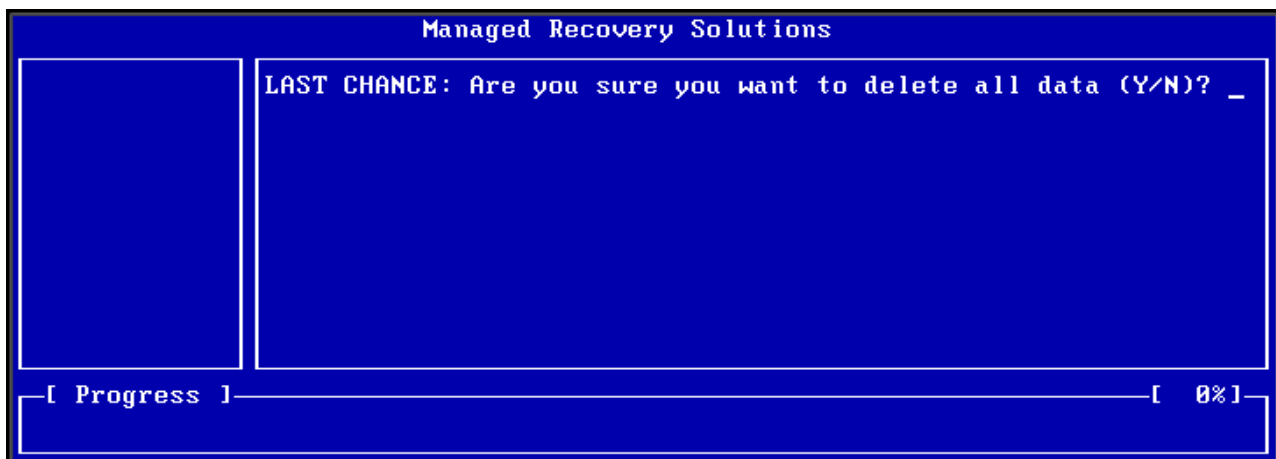 Managed Recovery Solutions
LAST CHANCE: Are you sure you want to delete all data (Y/N)? _
[ Progress ] [ 0%]